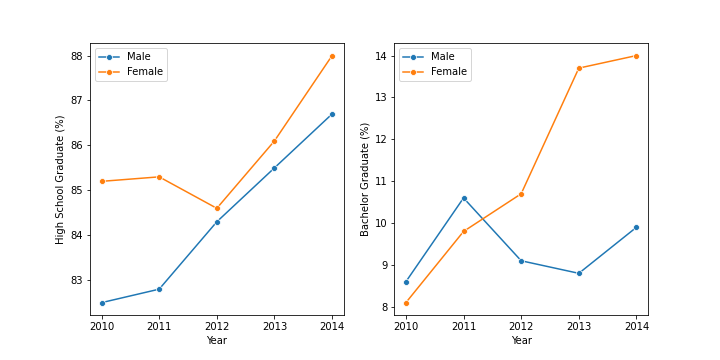 High School Graduate (%)
88
87
86
85
84
83
Male
Female
2010 2011 2012 2013 2014
Year
Bachelor Graduate (%)
14
13
12
11
10
9
8
Male
Female
2010 2011 2012 2013 2014
Year